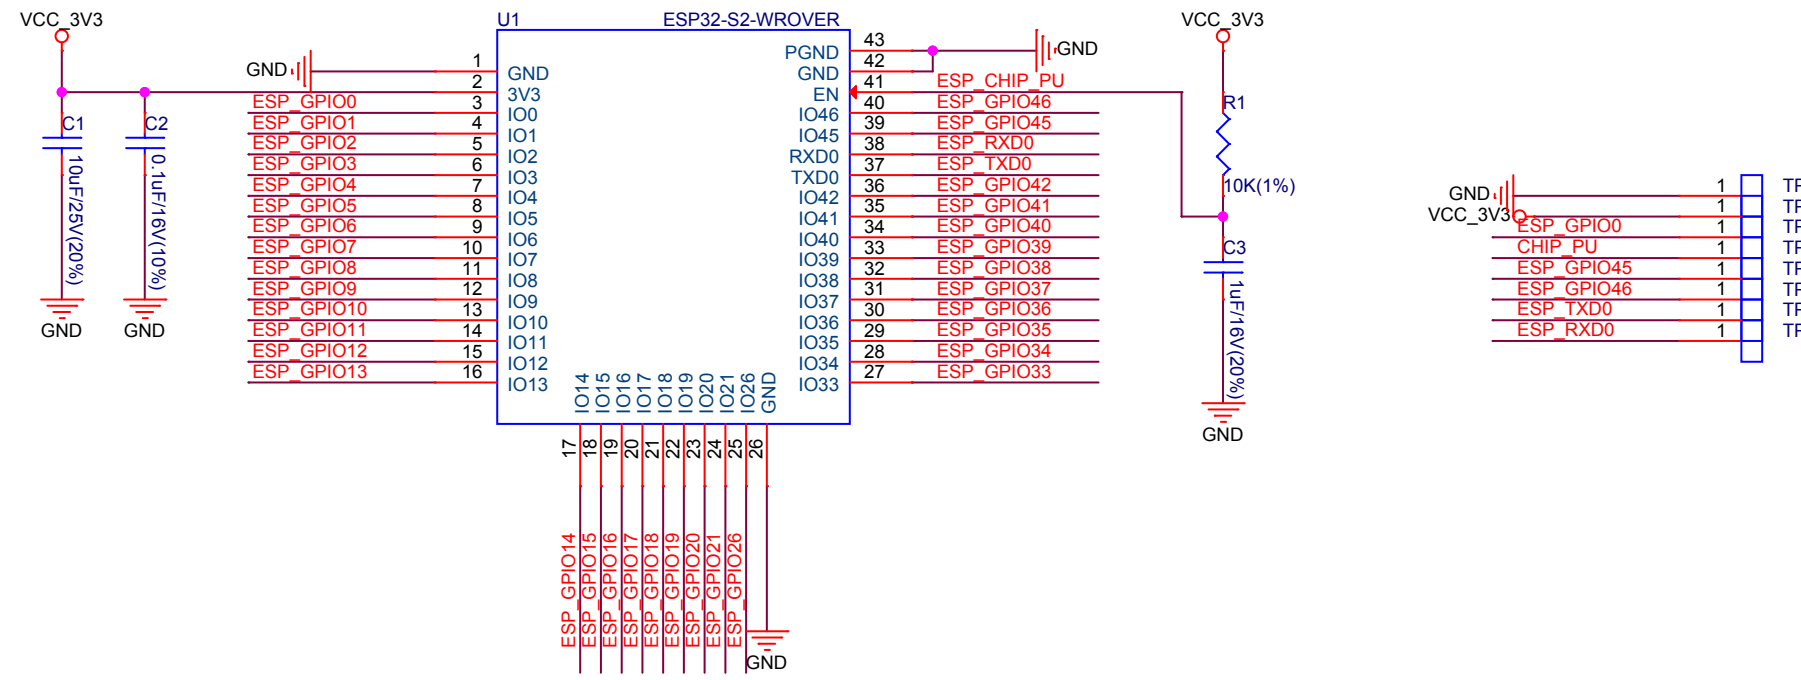 VCC_3V3
C1
10uF/25V(20%)
GND
C2
0.1uF/16V(10%)
GND
U1
ESP32-S2-WROVER
GND
1 GND
2 3V3
ESP_GPIO0 3 IO0
ESP_GPIO1 4 IO1
ESP_GPIO2 5 IO2
ESP_GPIO3 6 IO3
ESP_GPIO4 7 IO4
ESP_GPIO5 8 IO5
ESP_GPIO6 9 IO6
ESP_GPIO7 10 IO7
ESP_GPIO8 11 IO8
ESP_GPIO9 12 IO9
ESP_GPIO10 13 IO10
ESP_GPIO11 14 IO11
ESP_GPIO12 15 IO12
ESP_GPIO13 16 IO13
IO14 17 ESP_GPIO14
IO15 18 ESP_GPIO15
IO16 19 ESP_GPIO16
IO17 20 ESP_GPIO17
IO18 21 ESP_GPIO18
IO19 22 ESP_GPIO19
IO20 23 ESP_GPIO20
IO21 24 ESP_GPIO21
IO26 25 ESP_GPIO26
GND 26
GND
PGND 43
GND
GND 42
EN 41 ESP_CHIP_PU
IO46 40 ESP_GPIO46
IO45 39 ESP_GPIO45
RXD0 38 ESP_RXD0
TXD0 37 ESP_TXD0
IO42 36 ESP_GPIO42
IO41 35 ESP_GPIO41
IO40 34 ESP_GPIO40
IO39 33 ESP_GPIO39
IO38 32 ESP_GPIO38
IO37 31 ESP_GPIO37
IO36 30 ESP_GPIO36
IO35 29 ESP_GPIO35
IO34 28 ESP_GPIO34
IO33 27 ESP_GPIO33
VCC_3V3
R1
10K(1%)
C3
1uF/16V(20%)
GND
GND 1
VCC_3V3 1
ESP_GPIO0 1
CHIP_PU 1
ESP_GPIO45 1
ESP_GPIO46 1
ESP_TXD0 1
ESP_RXD0 1